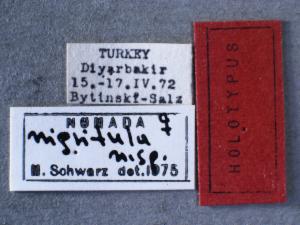 TURKEY
Diyarbakir
15.-17.IV.72
Bytinski-Salz
NOMADA ♀
nigritula
n.sp.
M. Schwarz det.1975
HOLOTYPUS